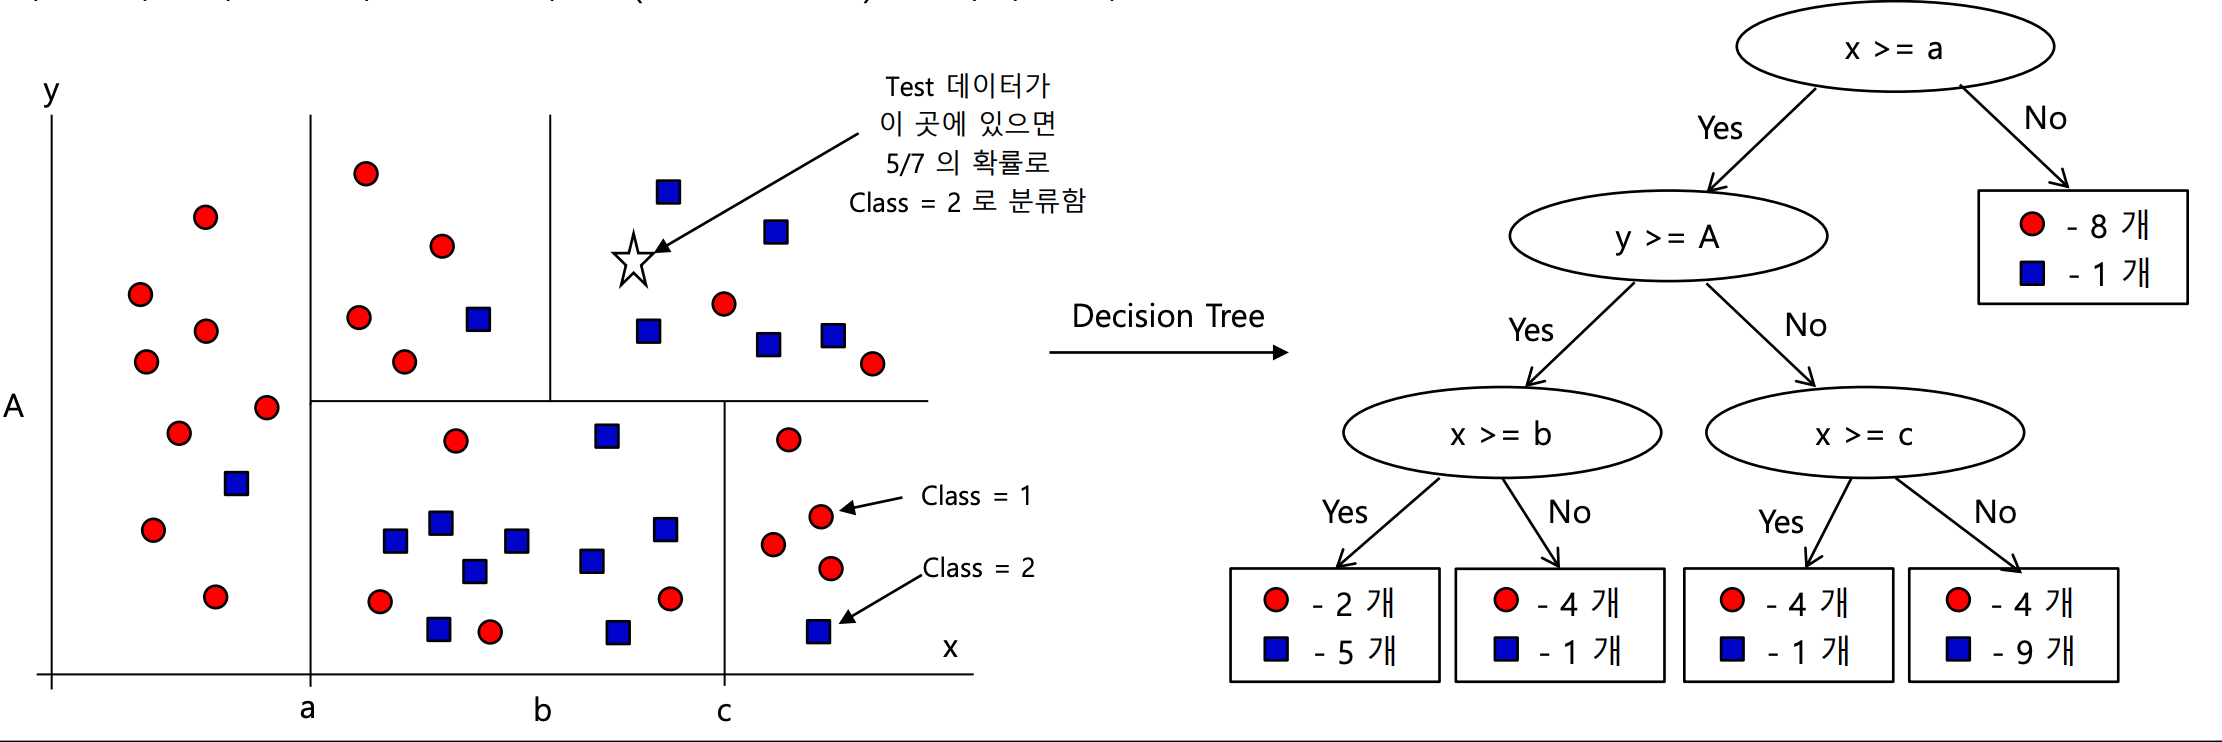 y
A
Test 데이터가
이 곳에 있으면
5/7 의 확률로
Class = 2 로 분류함
Class = 1
Class = 2
x
a
b
c
Decision Tree
x >= a
Yes
No
- 8 개
- 1 개
y >= A
Yes
No
x >= b
x >= c
Yes
No
Yes
No
- 2 개
- 5 개
- 4 개
- 1 개
- 4 개
- 1 개
- 4 개
- 9 개